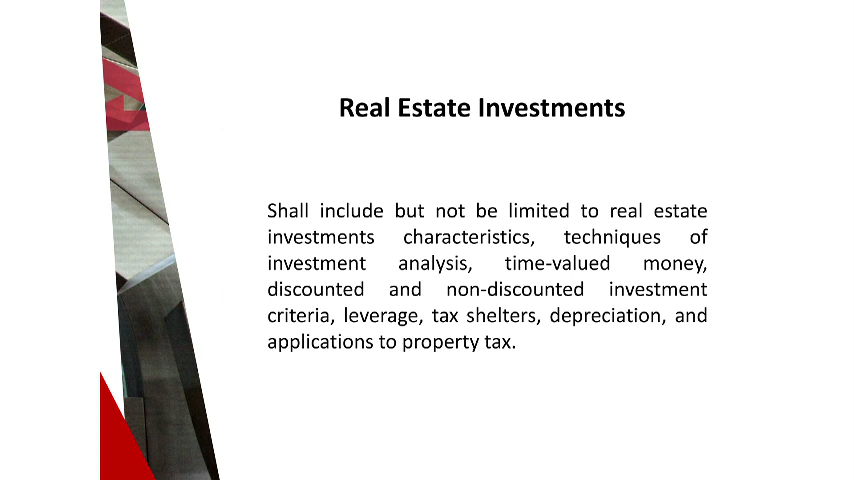 Real Estate Investments
Shall include but not be limited to real estate
investments characteristics, techniques of
investment analysis, time-valued money,
discounted and non-discounted investment
criteria, leverage, tax shelters, depreciation, and
applications to property tax.